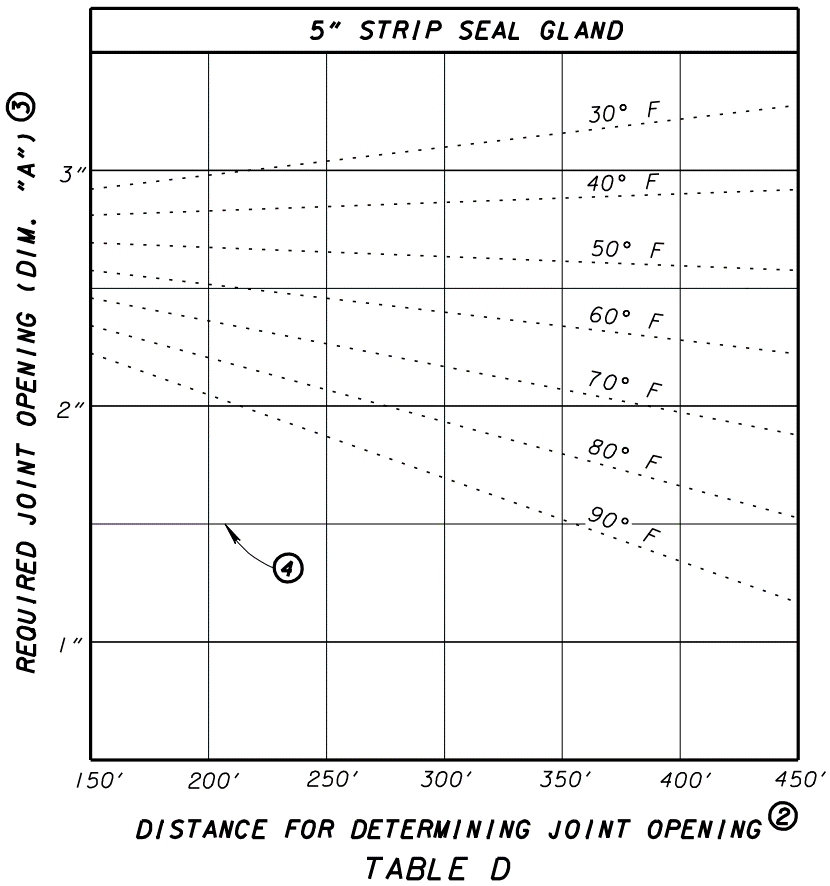 5" STRIP SEAL GLAND
REQUIRED JOINT OPENING (DIM. "A") ③
3"
2"
1"
30° F
40° F
50° F
60° F
70° F
80° F
90° F
④
150' 200' 250' 300' 350' 400' 450'
DISTANCE FOR DETERMINING JOINT OPENING ②
TABLE D